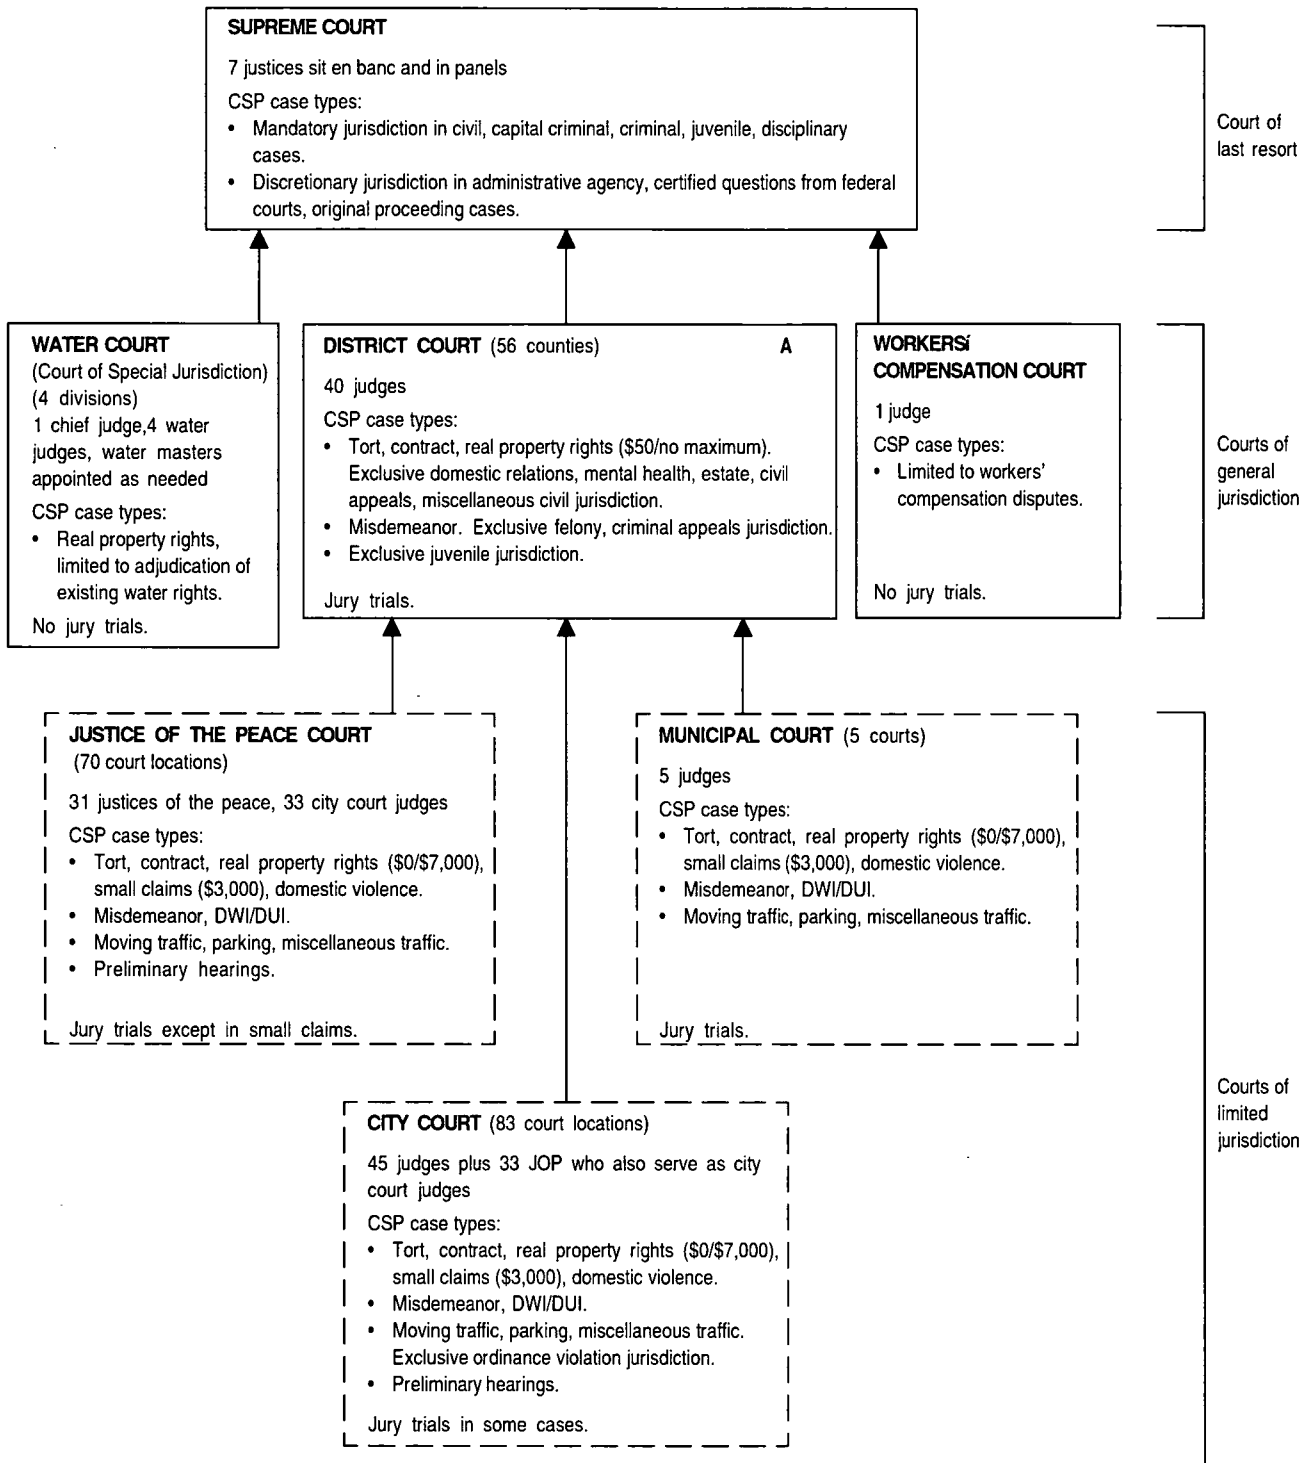 SUPREME COURT
7 justices sit en banc and in panels
CSP case types:
• Mandatory jurisdiction in civil, capital criminal, criminal, juvenile, disciplinary
cases.
• Discretionary jurisdiction in administrative agency, certified questions from federal
courts, original proceeding cases.
Court of
last resort
WATER COURT
(Court of Special Jurisdiction)
(4 divisions)
1 chief judge,4 water
judges, water masters
appointed as needed
CSP case types:
• Real property rights,
limited to adjudication of
existing water rights.
No jury trials.
DISTRICT COURT (56 counties) A
40 judges
CSP case types:
• Tort, contract, real property rights ($50/no maximum).
Exclusive domestic relations, mental health, estate, civil
appeals, miscellaneous civil jurisdiction.
• Misdemeanor. Exclusive felony, criminal appeals jurisdiction.
• Exclusive juvenile jurisdiction.
Jury trials.
WORKERSí
COMPENSATION COURT
1 judge
CSP case types:
• Limited to workers'
compensation disputes.
No jury trials.
Courts of
general
jurisdiction
JUSTICE OF THE PEACE COURT
(70 court locations)
31 justices of the peace, 33 city court judges
CSP case types:
• Tort, contract, real property rights ($0/$7,000),
small claims ($3,000), domestic violence.
• Misdemeanor, DWI/DUI.
• Moving traffic, parking, miscellaneous traffic.
• Preliminary hearings.
Jury trials except in small claims.
MUNICIPAL COURT (5 courts)
5 judges
CSP case types:
• Tort, contract, real property rights ($0/$7,000),
small claims ($3,000), domestic violence.
• Misdemeanor, DWI/DUI.
• Moving traffic, parking, miscellaneous traffic.
Jury trials.
CITY COURT (83 court locations)
45 judges plus 33 JOP who also serve as city
court judges
CSP case types:
• Tort, contract, real property rights ($0/$7,000),
small claims ($3,000), domestic violence.
• Misdemeanor, DWI/DUI.
• Moving traffic, parking, miscellaneous traffic.
Exclusive ordinance violation jurisdiction.
• Preliminary hearings.
Jury trials in some cases.
Courts of
limited
jurisdiction